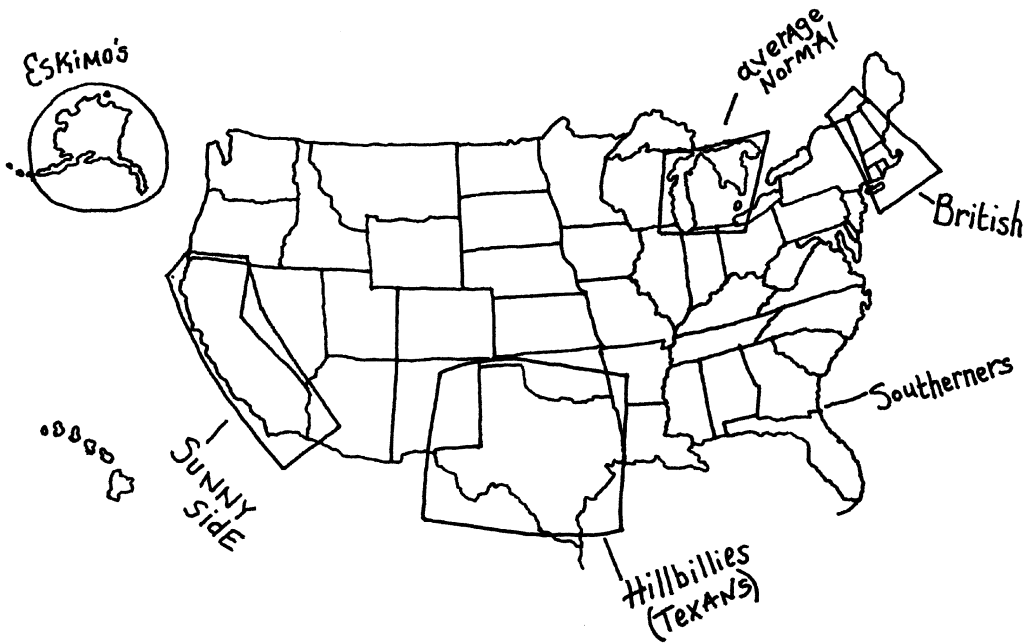 ESKIMO's
averAge
NorMAl
British
Southerners
SUNNY
SidE
Hillbillies
(TEXANS)